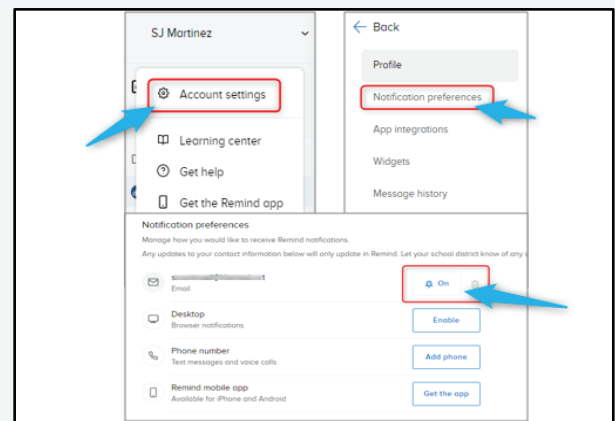 SJ Martinez
Account settings
Learning center
Get help
Get the Remind app
Back
Profile
Notification preferences
App integrations
Widgets
Message history
Notification preferences
Manage how you would like to receive Remind notifications.
Any updates to your contact information below will only update in Remind. Let your school district know of any
Email
On
Desktop
Browser notifications
Enable
Phone number
Text messages and voice calls
Add phone
Remind mobile app
Available for iPhone and Android
Get the app